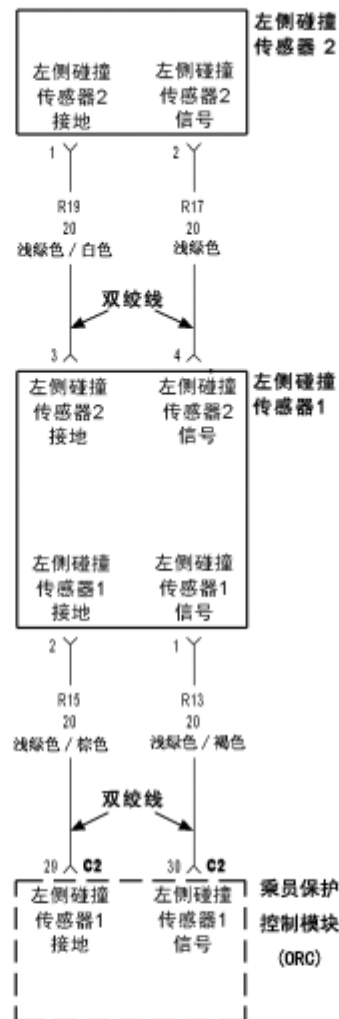 左侧碰撞
传感器 2
左侧碰撞
传感器2
接地
左侧碰撞
传感器2
信号
1
2
R19
20
浅绿色 / 白色
R17
20
浅绿色
双绞线
3
4
左侧碰撞
传感器1
左侧碰撞
传感器2
接地
左侧碰撞
传感器2
信号
左侧碰撞
传感器1
接地
左侧碰撞
传感器1
信号
2
1
R15
20
浅绿色 / 棕色
R13
20
浅绿色 / 褐色
双绞线
29 C2
30 C2
左侧碰撞
传感器1
接地
左侧碰撞
传感器1
信号
乘员保护
控制模块
(ORC)